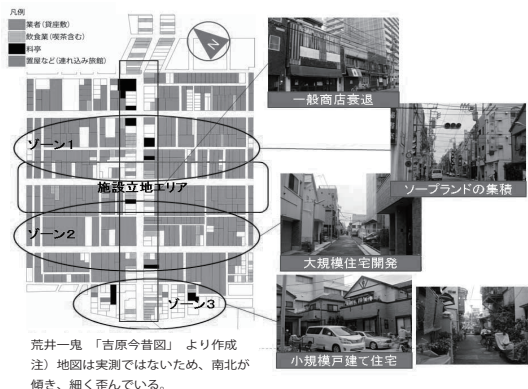 凡例
業者(貸座敷)
飲食業(喫茶含む)
料亭
置屋など(連れ込み旅館)
N
一般商店衰退
ゾーン1
ソープランドの集積
施設立地エリア
ゾーン2
大規模住宅開発
ゾーン3
小規模戸建て住宅
荒井一鬼 「吉原今昔図」 より作成
注)地図は実測ではないため、南北が
傾き、細く歪んでいる。